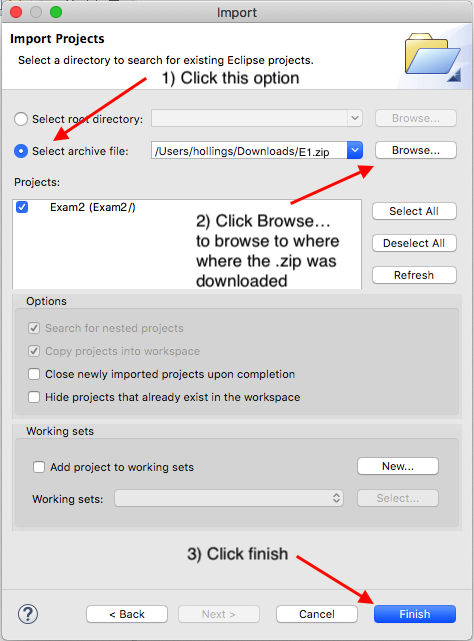 Import
Import Projects
Select a directory to search for existing Eclipse projects.
1) Click this option
Select root directory:
Browse...
Select archive file:
/Users/hollings/Downloads/E1.zip
Browse...
Projects:
Exam2 (Exam2/)
2) Click Browse…
to browse to where
where the .zip was
downloaded
Select All
Deselect All
Refresh
Options
Search for nested projects
Copy projects into workspace
Close newly imported projects upon completion
Hide projects that already exist in the workspace
Working sets
Add project to working sets
New...
Working sets:
Select...
3) Click finish
?
< Back
Next >
Cancel
Finish